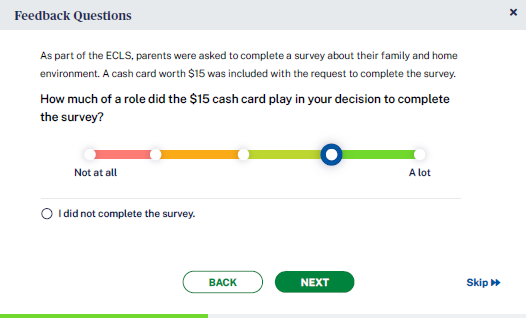 Feedback Questions
×
As part of the ECLS, parents were asked to complete a survey about their family and home
environment. A cash card worth $15 was included with the request to complete the survey.
How much of a role did the $15 cash card play in your decision to complete
the survey?
Not at all
A lot
I did not complete the survey.
BACK
NEXT
Skip